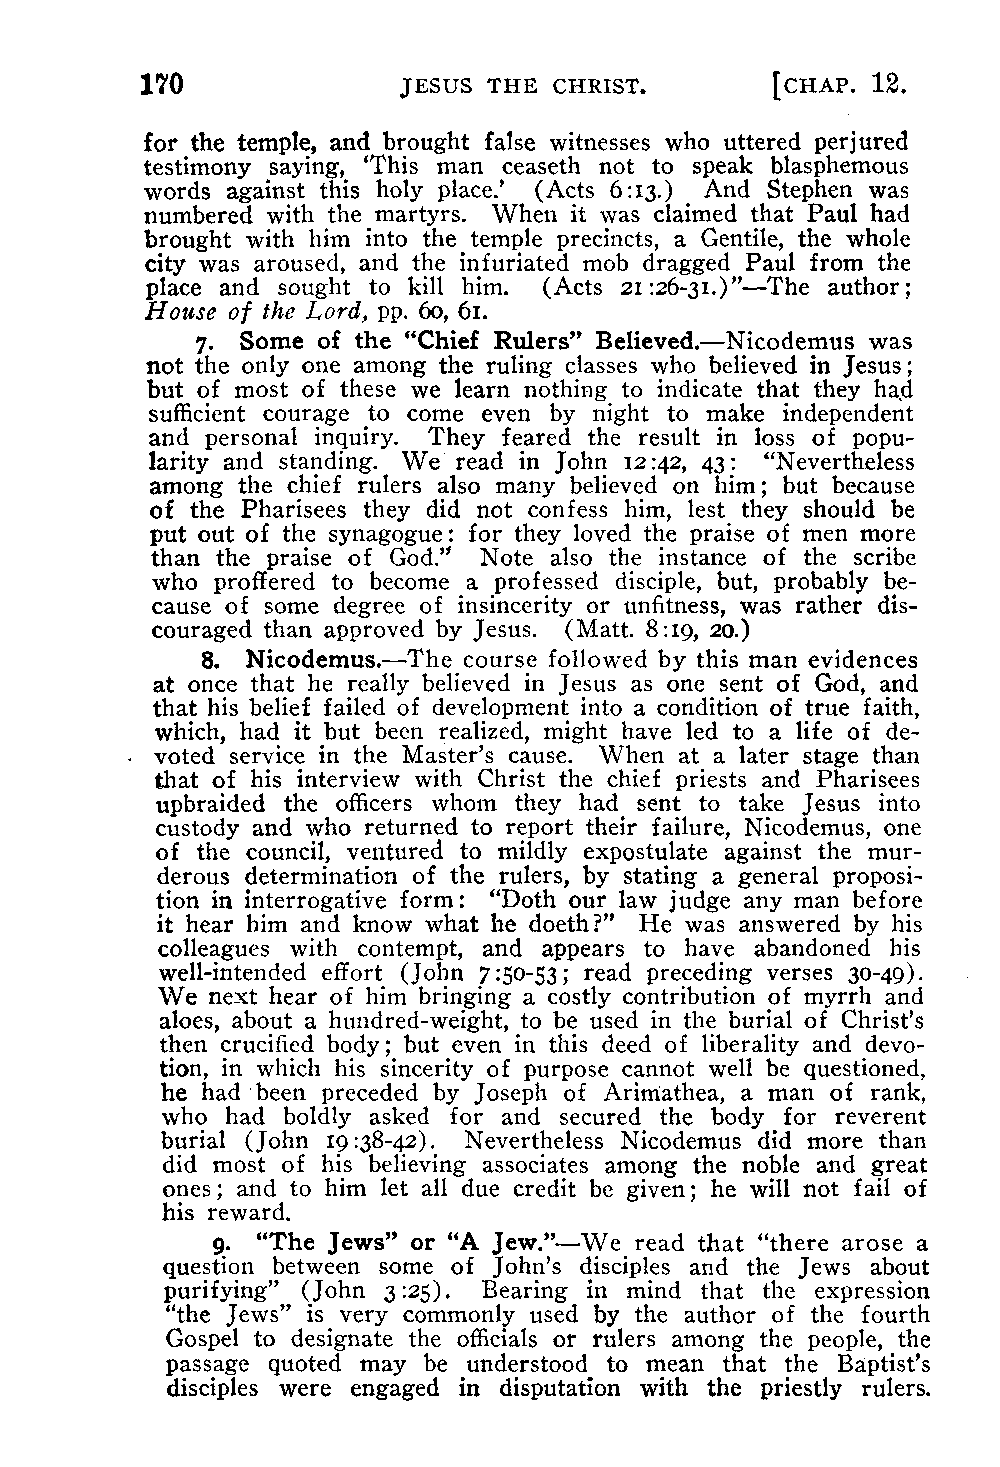 170 JESUS THE CHRIST. [CHAP. 12.
for the temple, and brought false witnesses who uttered perjured
testimony saying, ‘This man ceaseth not to speak blasphemous
words against this holy place.’ (Acts 6:13.) And Stephen was
numbered with the martyrs. When it was claimed that Paul had
brought with him into the temple precincts, a Gentile, the whole
city was aroused, and the infuriated mob dragged Paul from the
place and sought to kill him. (Acts 21:26-31.)”—The author;
House of the Lord, pp. 60, 61.
7. Some of the “Chief Rulers” Believed.—Nicodemus was
not the only one among the ruling classes who believed in Jesus;
but of most of these we learn nothing to indicate that they had
sufficient courage to come even by night to make independent
and personal inquiry. They feared the result in loss of popu-
larity and standing. We read in John 12:42, 43: “Nevertheless
among the chief rulers also many believed on him; but because
of the Pharisees they did not confess him, lest they should be
put out of the synagogue: for they loved the praise of men more
than the praise of God.” Note also the instance of the scribe
who proffered to become a professed disciple, but, probably be-
cause of some degree of insincerity or unfitness, was rather dis-
couraged than approved by Jesus. (Matt. 8:19, 20.)
8. Nicodemus.—The course followed by this man evidences
at once that he really believed in Jesus as one sent of God, and
that his belief failed of development into a condition of true faith,
which, had it but been realized, might have led to a life of de-
voted service in the Master’s cause. When at a later stage than
that of his interview with Christ the chief priests and Pharisees
upbraided the officers whom they had sent to take Jesus into
custody and who returned to report their failure, Nicodemus, one
of the council, ventured to mildly expostulate against the mur-
derous determination of the rulers, by stating a general proposi-
tion in interrogative form: “Doth our law judge any man before
it hear him and know what he doeth?” He was answered by his
colleagues with contempt, and appears to have abandoned his
well-intended effort (John 7:50-53; read preceding verses 30-49).
We next hear of him bringing a costly contribution of myrrh and
aloes, about a hundred-weight, to be used in the burial of Christ’s
then crucified body; but even in this deed of liberality and devo-
tion, in which his sincerity of purpose cannot well be questioned,
he had been preceded by Joseph of Arimathea, a man of rank,
who had boldly asked for and secured the body for reverent
burial (John 19:38-42). Nevertheless Nicodemus did more than
did most of his believing associates among the noble and great
ones; and to him let all due credit be given; he will not fail of
his reward.
9. “The Jews” or “A Jew.”—We read that “there arose a
question between some of John’s disciples and the Jews about
purifying” (John 3:25). Bearing in mind that the expression
“the Jews” is very commonly used by the author of the fourth
Gospel to designate the officials or rulers among the people, the
passage quoted may be understood to mean that the Baptist’s
disciples were engaged in disputation with the priestly rulers.